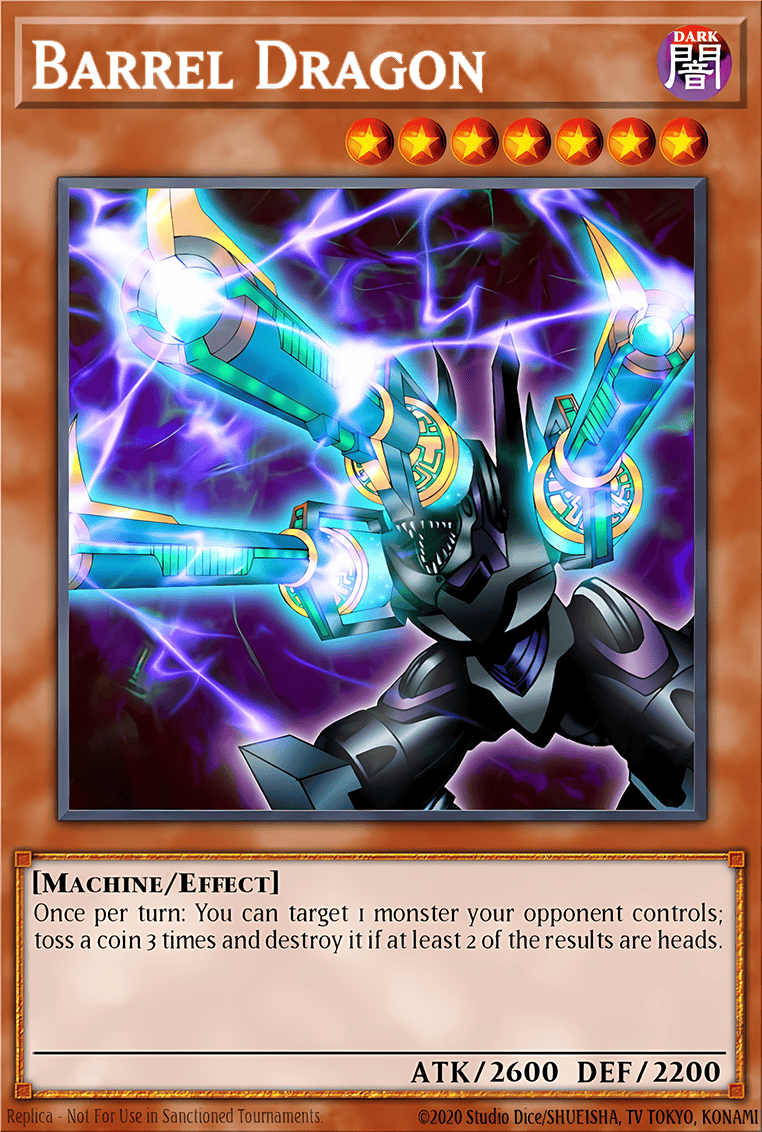 BARREL DRAGON
DARK
闇
[MACHINE/EFFECT]
Once per turn: You can target 1 monster your opponent controls;
toss a coin 3 times and destroy it if at least 2 of the results are heads.
ATK/2600 DEF/2200
Replica - Not For Use in Sanctioned Tournaments.
©2020 Studio Dice/SHUEISHA, TV TOKYO, KONAMI